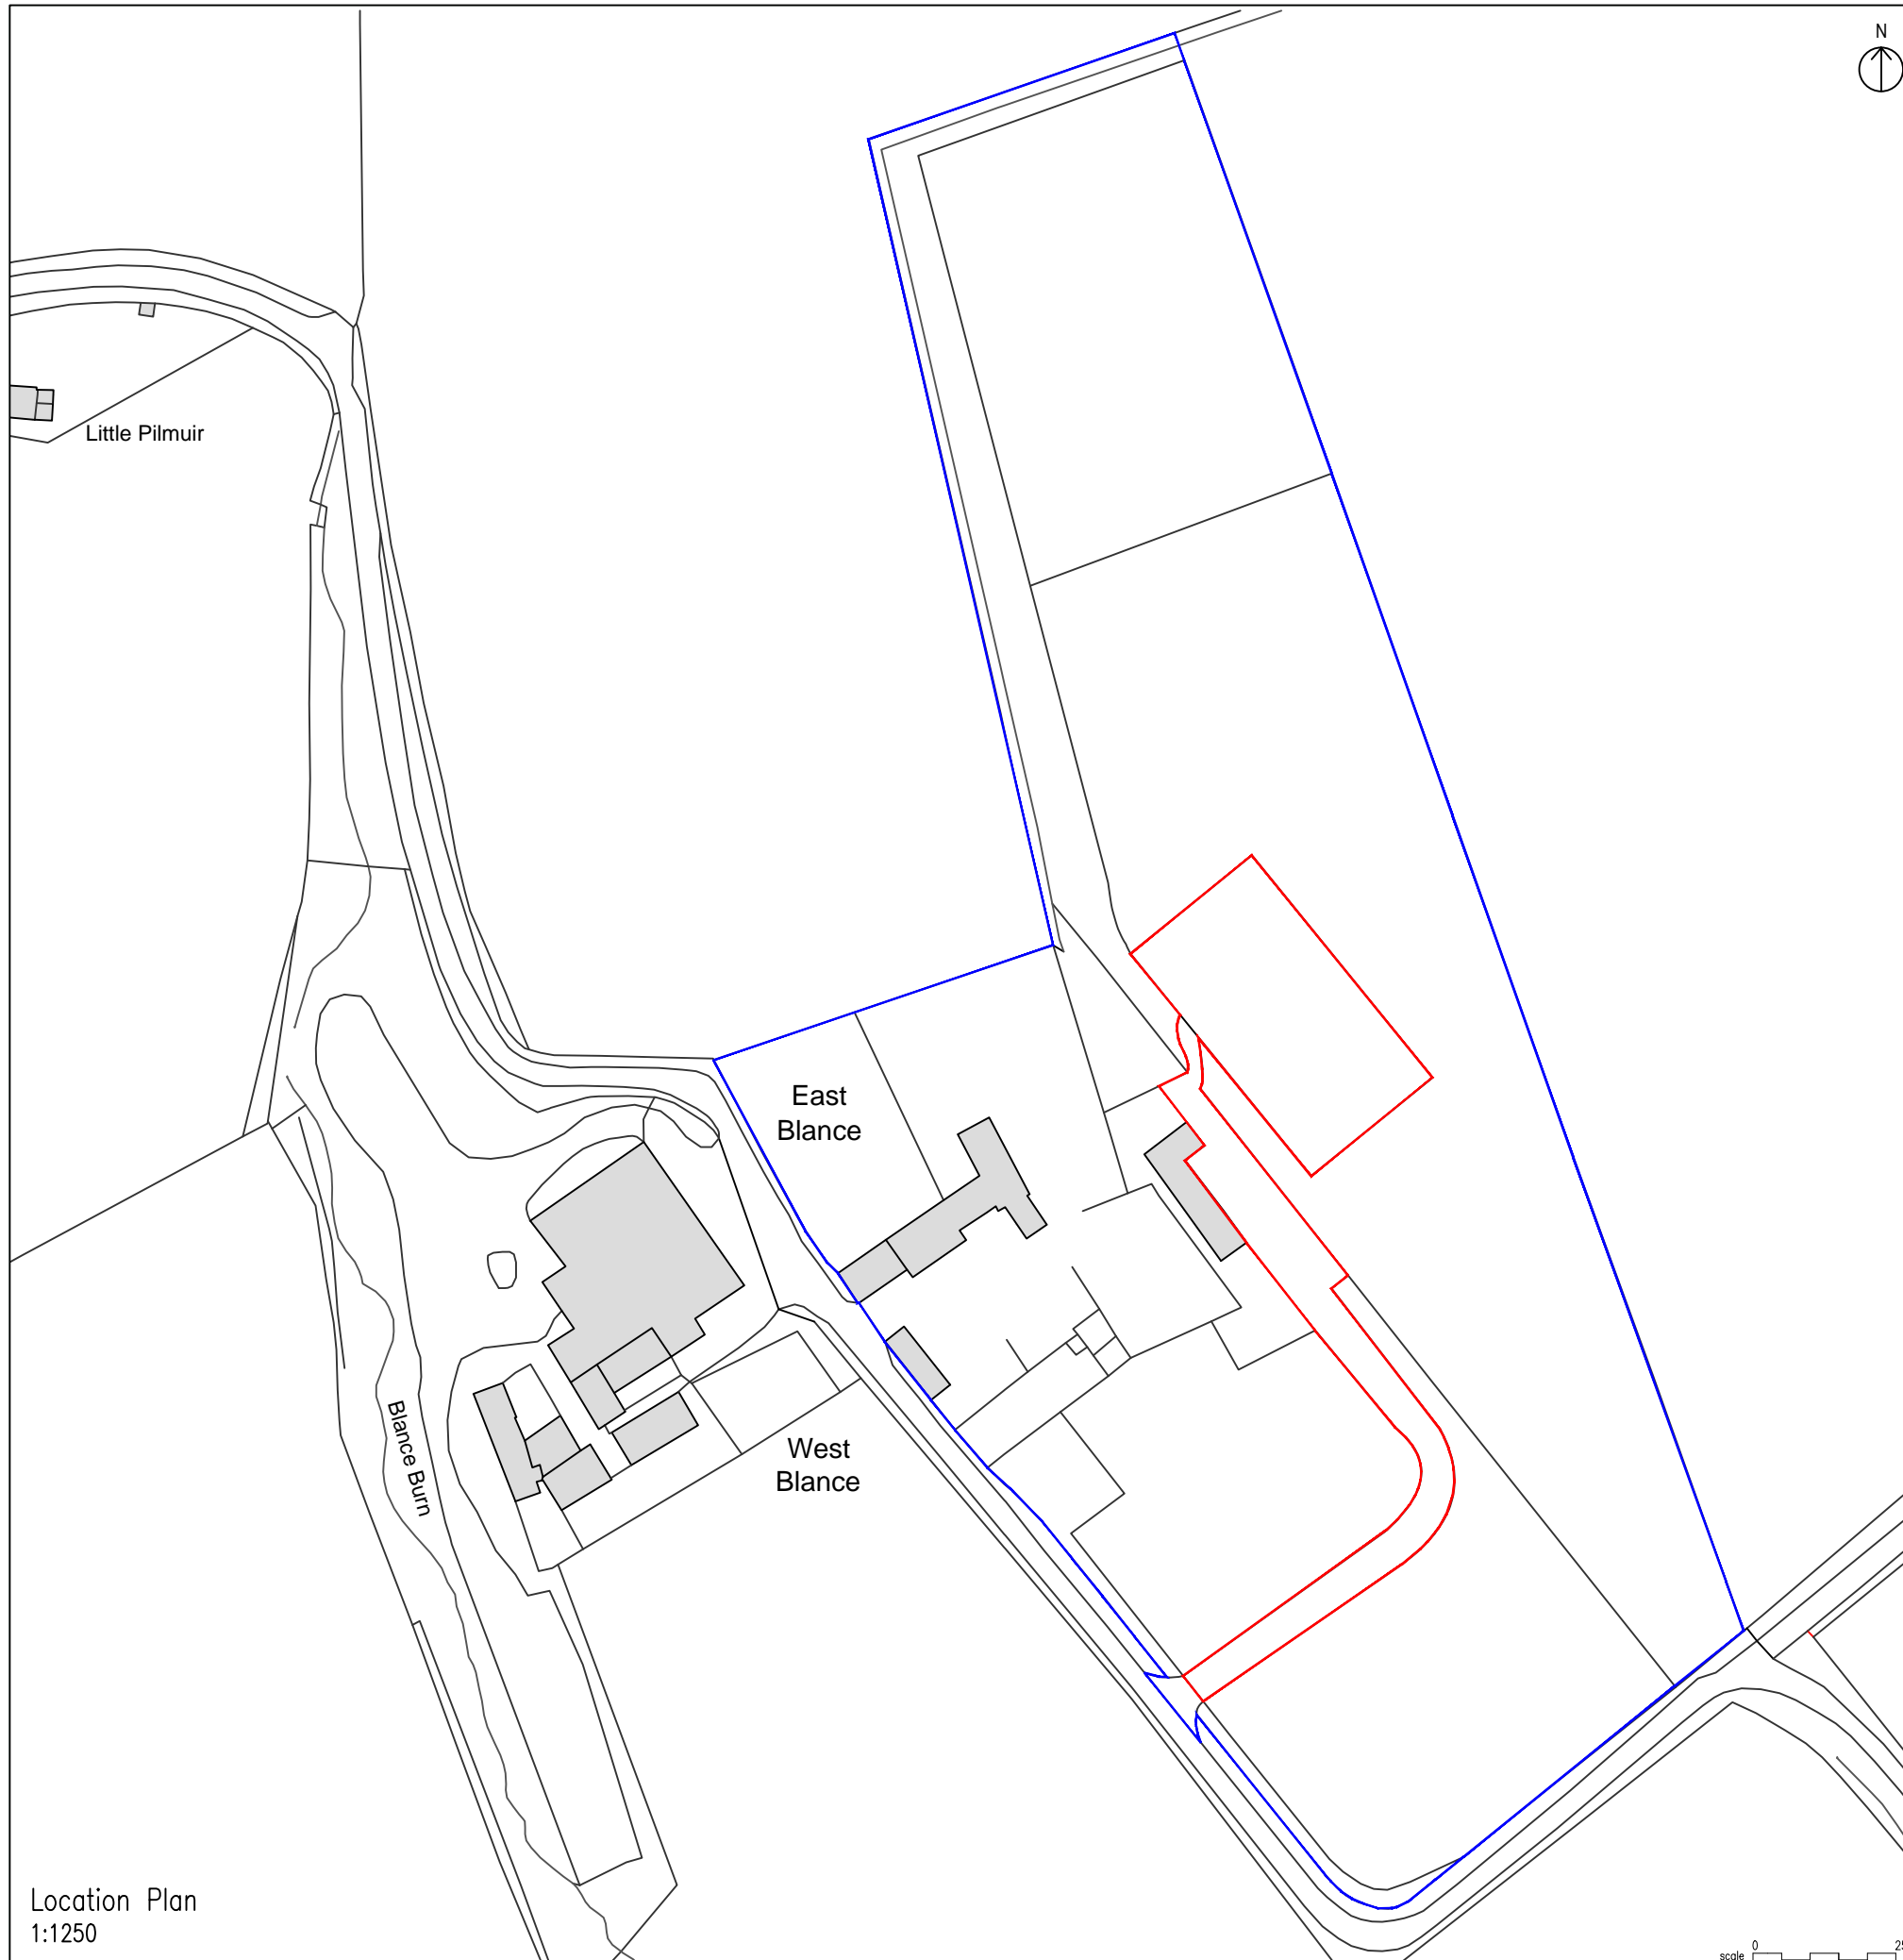 N
Little Pilmuir
East
Blance
West
Blance
Blance Burn
Location Plan
1:1250
0
scale